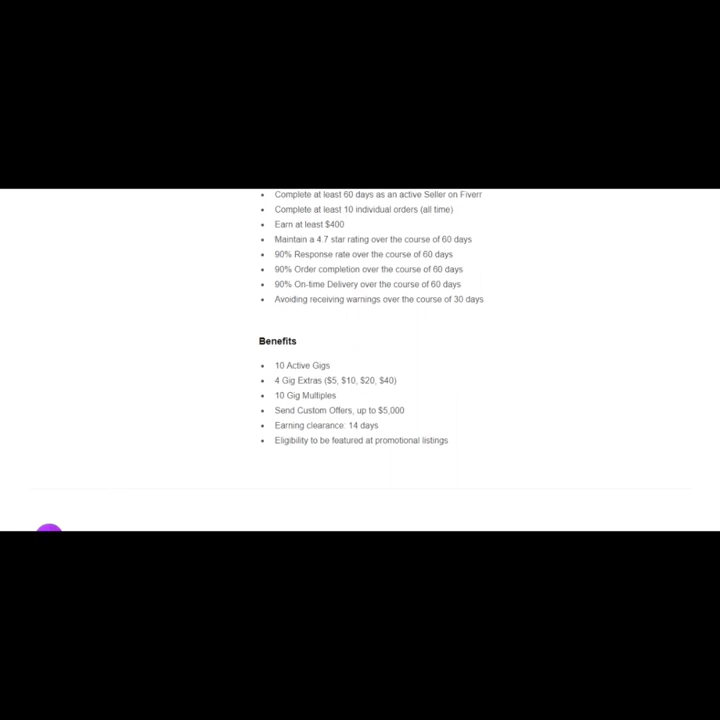 Complete at least 60 days as an active Seller on Fiverr
Complete at least 10 individual orders (all time)
Earn at least $400
Maintain a 4.7 star rating over the course of 60 days
90% Response rate over the course of 60 days
90% Order completion over the course of 60 days
90% On-time Delivery over the course of 60 days
Avoiding receiving warnings over the course of 30 days
Benefits
10 Active Gigs
4 Gig Extras ($5, $10, $20, $40)
10 Gig Multiples
Send Custom Offers, up to $5,000
Earning clearance: 14 days
Eligibility to be featured at promotional listings